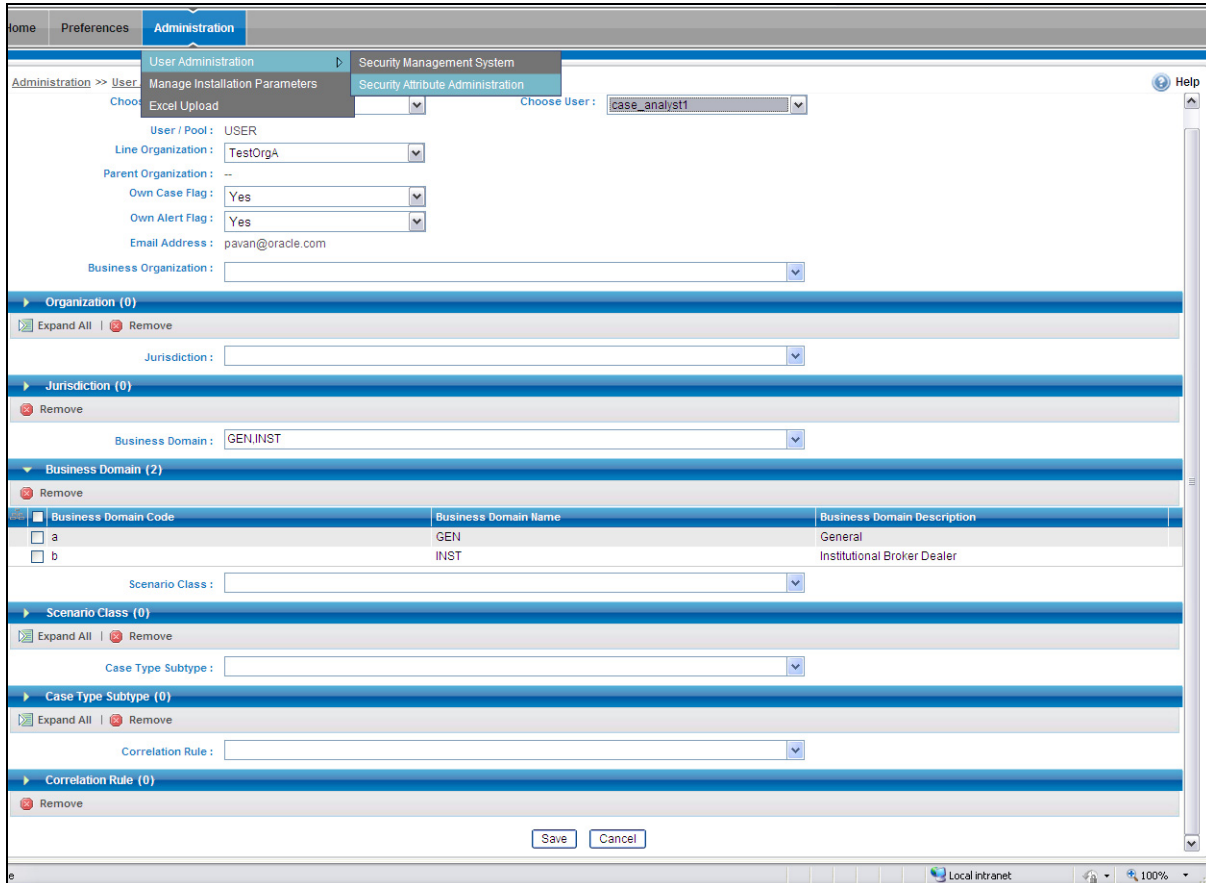 Home Preferences Administration
User Administration Security Management System
Administration >> User Manage Installation Parameters Security Attribute Administration Help
Choo Excel Upload Choose User : case_analyst1
User / Pool : USER
Line Organization : TestOrgA
Parent Organization : --
Own Case Flag : Yes
Own Alert Flag : Yes
Email Address : pavan@oracle.com
Business Organization :
Organization (0)
Expand All | Remove
Jurisdiction :
Jurisdiction (0)
Remove
Business Domain : GEN,INST
Business Domain (2)
Remove
Business Domain Code Business Domain Name Business Domain Description
a GEN General
b INST Institutional Broker Dealer
Scenario Class :
Scenario Class (0)
Expand All | Remove
Case Type Subtype :
Case Type Subtype (0)
Expand All | Remove
Correlation Rule :
Correlation Rule (0)
Remove
Save Cancel
e Local intranet 100%